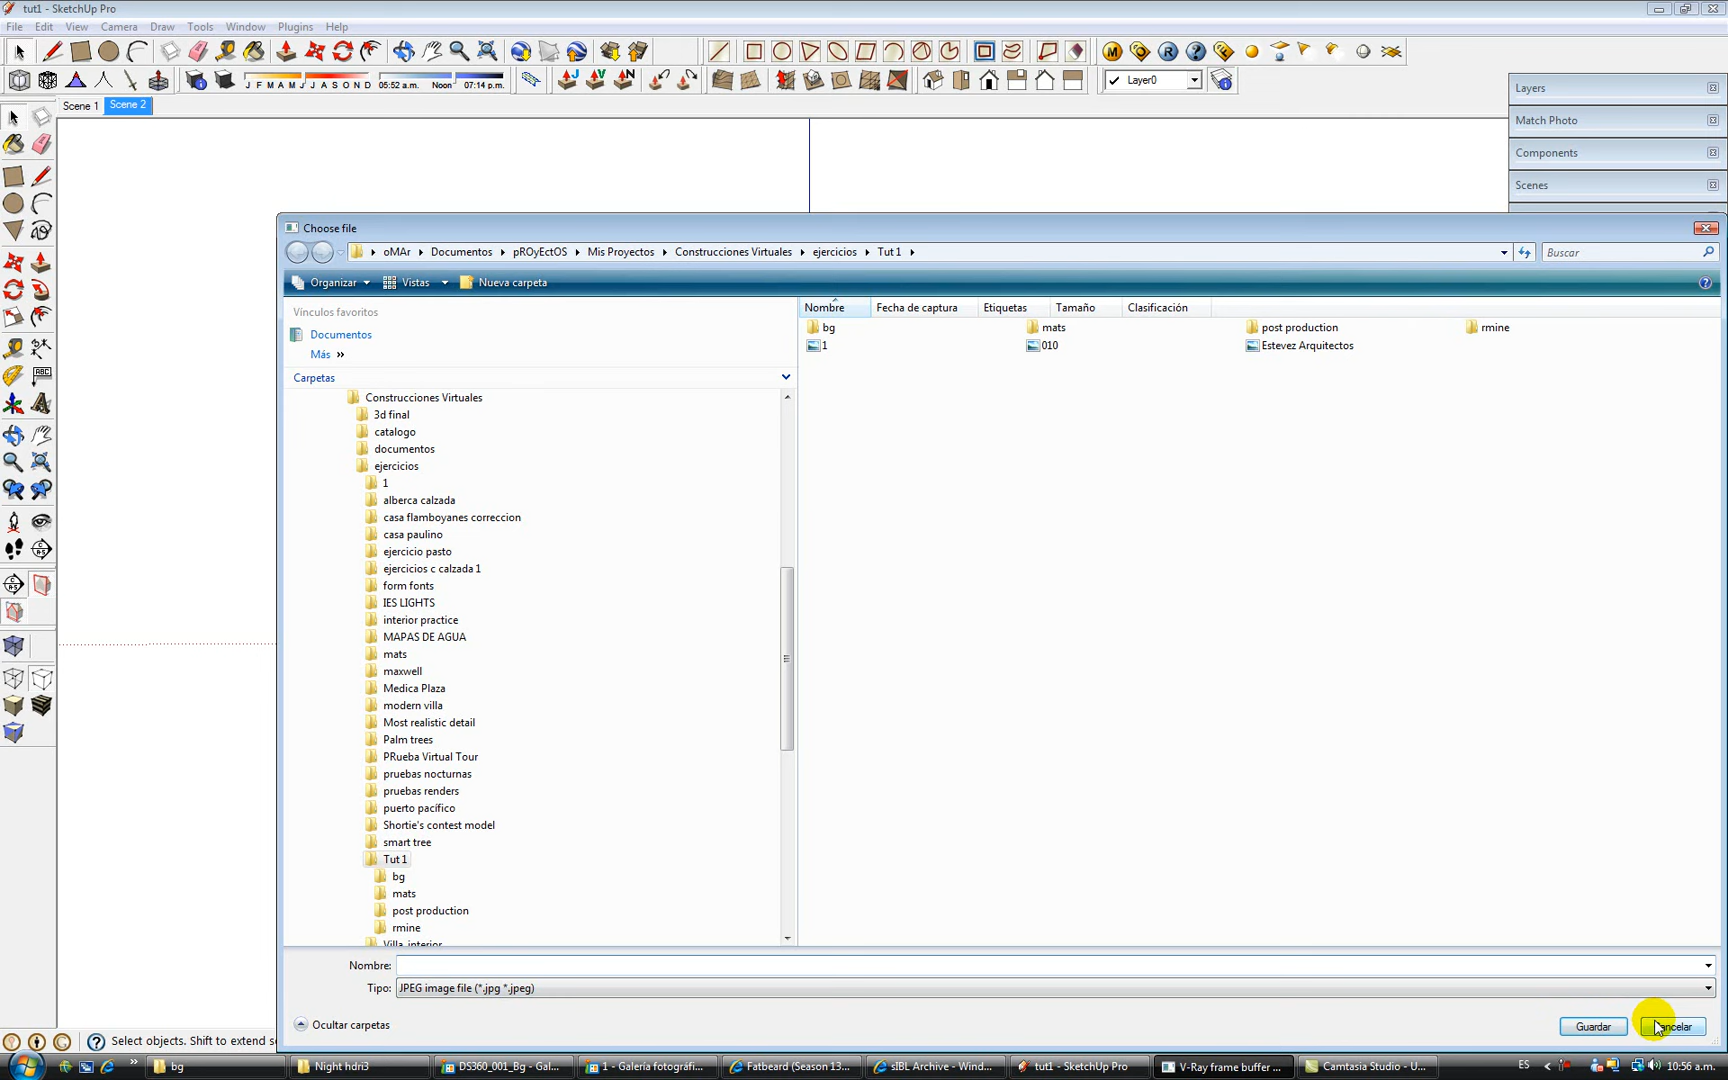 tut1 - SketchUp Pro
File Edit View Camera Draw Tools Window Plugins Help
J F M A M J J A S O N D 05:52 a.m. Noon 07:14 p.m. Layer0
Scene 1 Scene 2
Layers
Match Photo
Components
Scenes
Choose file
oMAr Documentos pROyEctOS Mis Proyectos Construcciones Virtuales ejercicios Tut 1 Buscar
Organizar Vistas Nueva carpeta
Vínculos favoritos
Documentos
Más »
Carpetas
Construcciones Virtuales
3d final
catalogo
documentos
ejercicios
1
alberca calzada
casa flamboyanes correccion
casa paulino
ejercicio pasto
ejercicios c calzada 1
form fonts
IES LIGHTS
interior practice
MAPAS DE AGUA
mats
maxwell
Medica Plaza
modern villa
Most realistic detail
Palm trees
PRueba Virtual Tour
pruebas nocturnas
pruebas renders
puerto pacífico
Shortie's contest model
smart tree
Tut 1
bg
mats
post production
rmine
Villa interior
Nombre Fecha de captura Etiquetas Tamaño Clasificación
bg mats post production rmine
1 010 Estevez Arquitectos
Nombre:
Tipo: JPEG image file (*.jpg *.jpeg)
Ocultar carpetas
Guardar Cancelar
Select objects. Shift to extend s
bg Night hdri3 DS360_001_Bg - Gal... 1 - Galería fotográfi... Fatbeard (Season 13... sIBL Archive - Wind... tut1 - SketchUp Pro V-Ray frame buffer ... Camtasia Studio - U... ES 10:56 a.m.